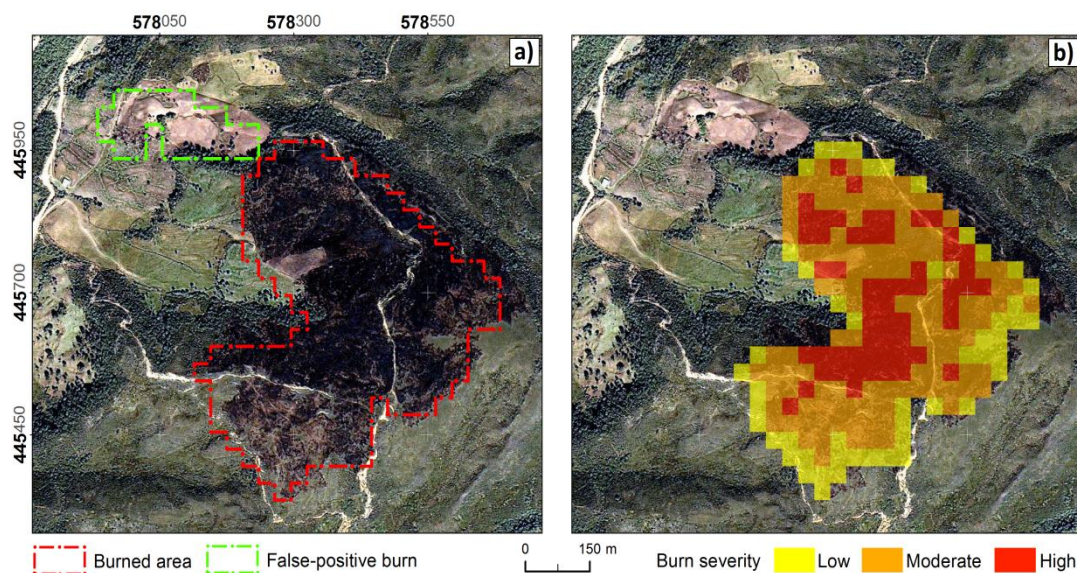 578050 578300 578550
a)
b)
445950
445700
445450
Burned area
False-positive burn
0 150 m
Burn severity
Low
Moderate
High